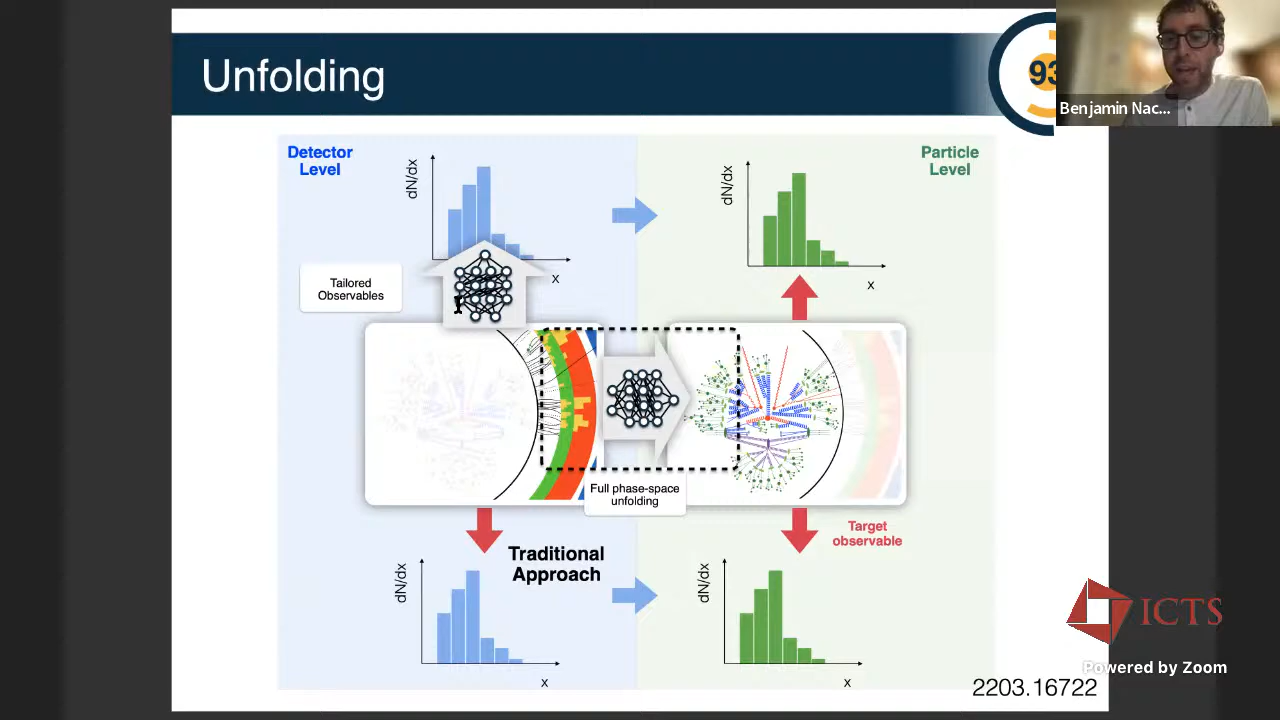 Unfolding
93
Benjamin Nac...
Detector
Level
Particle
Level
dN/dx
x
dN/dx
x
Tailored
Observables
Full phase-space
unfolding
Traditional
Approach
Target
observable
dN/dx
x
dN/dx
x
ICTS
Powered by Zoom
2203.16722